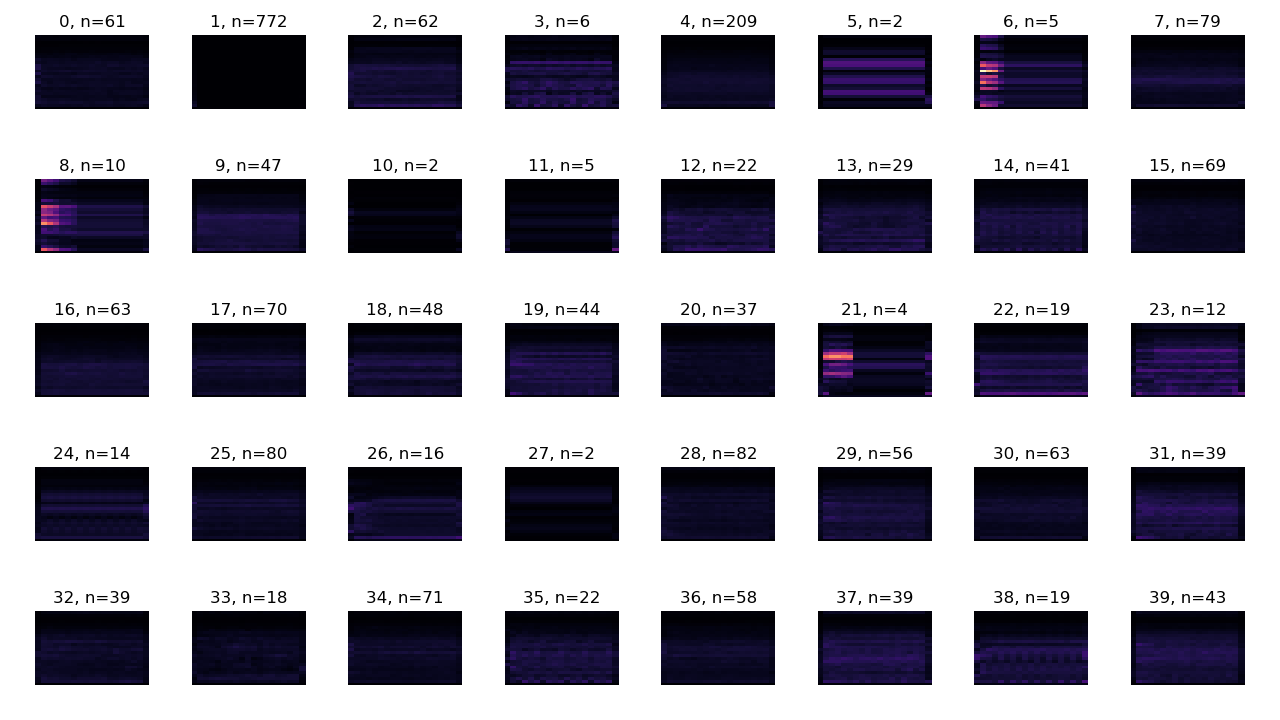 0, n=61 1, n=772 2, n=62 3, n=6 4, n=209 5, n=2 6, n=5 7, n=79
8, n=10 9, n=47 10, n=2 11, n=5 12, n=22 13, n=29 14, n=41 15, n=69
16, n=63 17, n=70 18, n=48 19, n=44 20, n=37 21, n=4 22, n=19 23, n=12
24, n=14 25, n=80 26, n=16 27, n=2 28, n=82 29, n=56 30, n=63 31, n=39
32, n=39 33, n=18 34, n=71 35, n=22 36, n=58 37, n=39 38, n=19 39, n=43